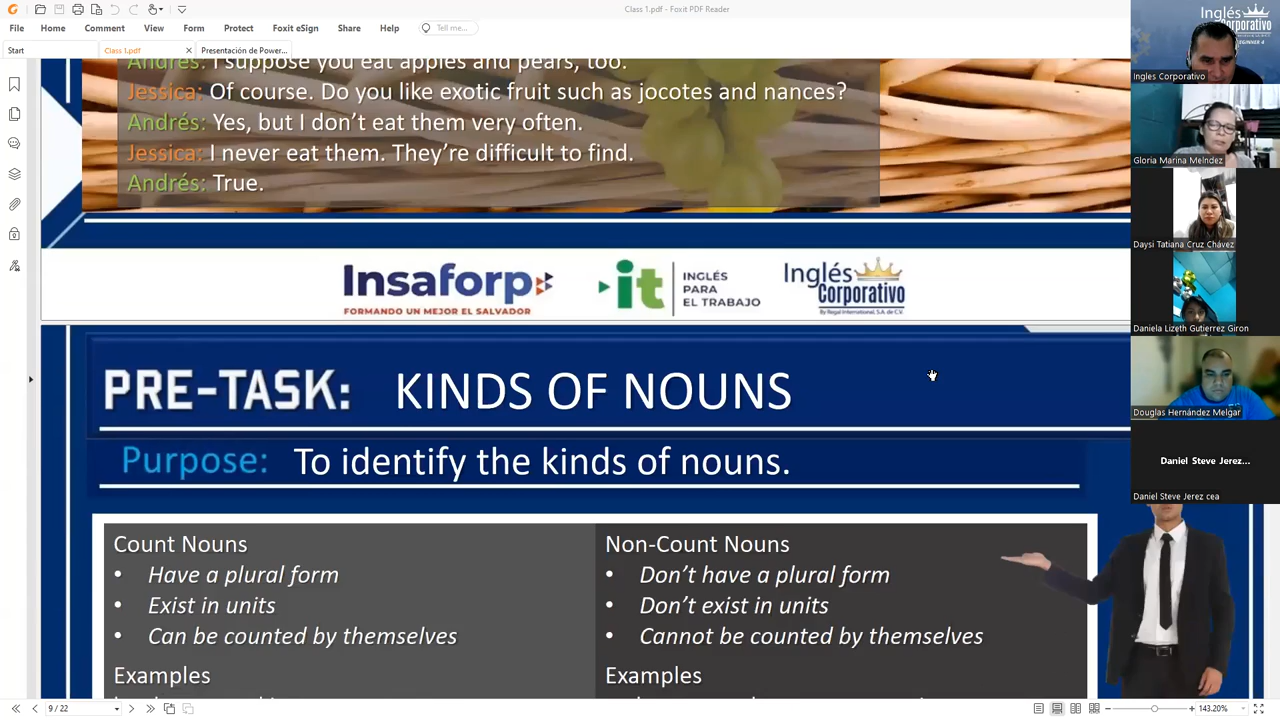 Class 1.pdf - Foxit PDF Reader
File Home Comment View Form Protect Foxit eSign Share Help Tell me...
Start Class 1.pdf Presentación de Power...
Andrés: I suppose you eat apples and pears, too.
Jessica: Of course. Do you like exotic fruit such as jocotes and nances?
Andrés: Yes, but I don't eat them very often.
Jessica: I never eat them. They're difficult to find.
Andrés: True.
Insaforp
FORMANDO UN MEJOR EL SALVADOR
it
INGLÉS
PARA
EL TRABAJO
Inglés
Corporativo
By Regal International, S.A. de C.V.
PRE-TASK: KINDS OF NOUNS
Purpose: To identify the kinds of nouns.
Count Nouns
• Have a plural form
• Exist in units
• Can be counted by themselves
Examples
Non-Count Nouns
• Don't have a plural form
• Don't exist in units
• Cannot be counted by themselves
Examples
Inglés
Corporativo
BEGINNER 4
Ingles Corporativo
Gloria Marina Melndez
Daysi Tatiana Cruz Chávez
Daniela Lizeth Gutierrez Giron
Douglas Hernández Melgar
Daniel Steve Jerez...
Daniel Steve Jerez cea
9 / 22
143.20%